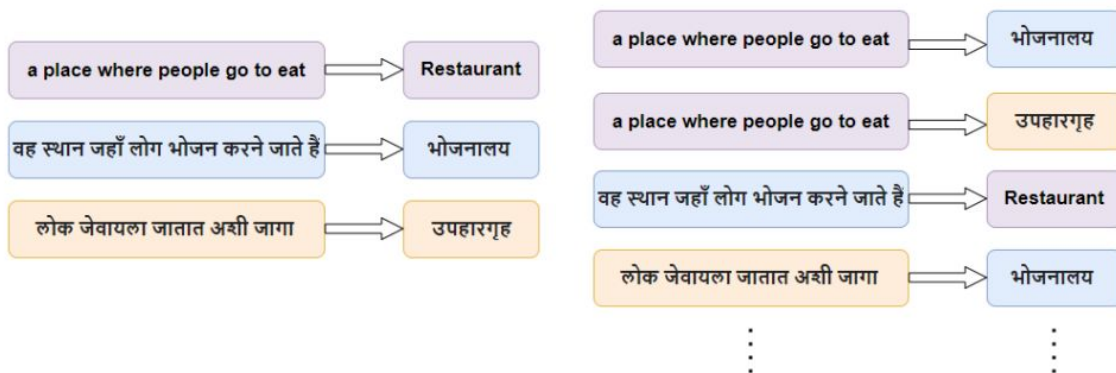 a place where people go to eat
Restaurant
वह स्थान जहाँ लोग भोजन करने जाते हैं
भोजनालय
लोक जेवायला जातात अशी जागा
उपहारगृह
a place where people go to eat
भोजनालय
a place where people go to eat
उपहारगृह
वह स्थान जहाँ लोग भोजन करने जाते हैं
Restaurant
लोक जेवायला जातात अशी जागा
भोजनालय